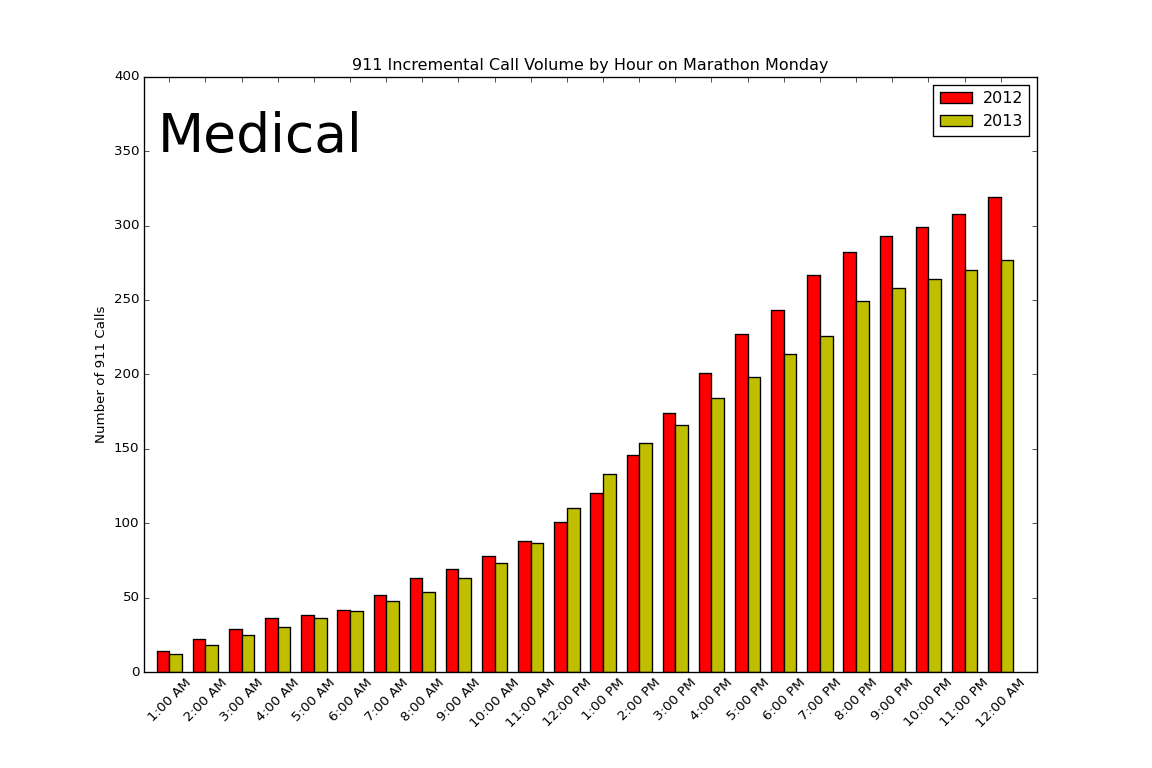 911 Incremental Call Volume by Hour on Marathon Monday
Medical
2012
2013
Number of 911 Calls
400
350
300
250
200
150
100
50
0
1:00 AM
2:00 AM
3:00 AM
4:00 AM
5:00 AM
6:00 AM
7:00 AM
8:00 AM
9:00 AM
10:00 AM
11:00 AM
12:00 PM
1:00 PM
2:00 PM
3:00 PM
4:00 PM
5:00 PM
6:00 PM
7:00 PM
8:00 PM
9:00 PM
10:00 PM
11:00 PM
12:00 AM